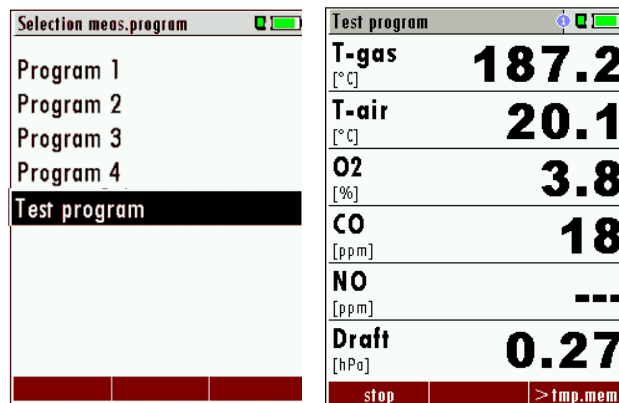 Selection meas.program
Program 1
Program 2
Program 3
Program 4
Test program
Test program
1
T-gas
[°C]
187.2
T-air
[°C]
20.1
O2
[%]
3.8
CO
[ppm]
18
NO
[ppm]
---
Draft
[hPa]
0.27
stop
>tmp.mem